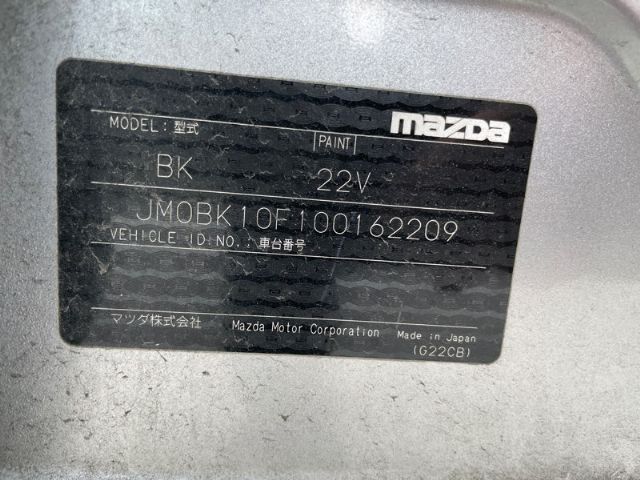 mazda
MODEL: 型式 PAINT
BK 22V
JM0BK10F100162209
VEHICLE ID.NO.: 車台番号
マツダ株式会社 Mazda Motor Corporation Made in Japan
(G22CB)